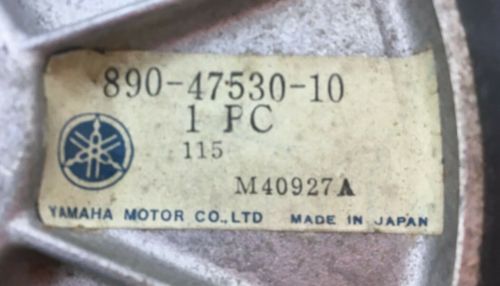 890-47530-10
1 PC
115
M40927A
YAMAHA MOTOR CO.,LTD MADE IN JAPAN